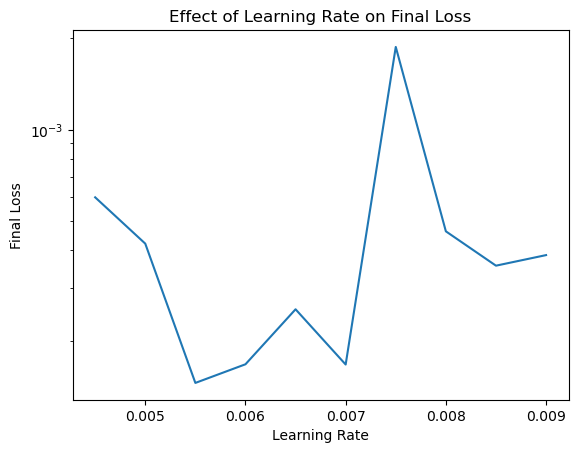 Effect of Learning Rate on Final Loss
10⁻³
Final Loss
0.005 0.006 0.007 0.008 0.009
Learning Rate